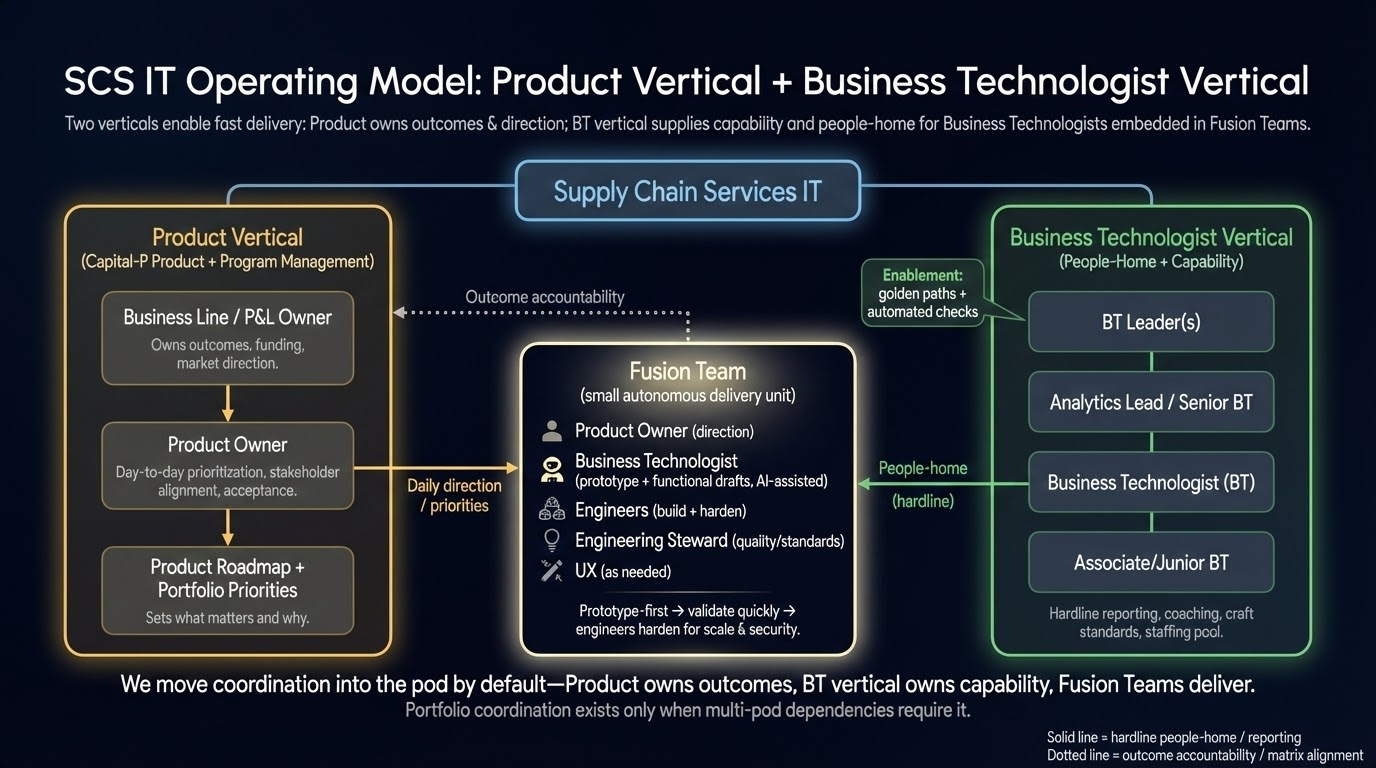 SCS IT Operating Model: Product Vertical + Business Technologist Vertical
Two verticals enable fast delivery: Product owns outcomes & direction; BT vertical supplies capability and people-home for Business Technologists embedded in Fusion Teams.
Supply Chain Services IT
Product Vertical
(Capital-P Product + Program Management)
Business Line / P&L Owner
Owns outcomes, funding,
market direction.
Product Owner
Day-to-day prioritization, stakeholder
alignment, acceptance.
Product Roadmap +
Portfolio Priorities
Sets what matters and why.
Outcome accountability
Daily direction
/ priorities
Fusion Team
(small autonomous delivery unit)
Product Owner (direction)
Business Technologist
(prototype + functional drafts, AI-assisted)
Engineers (build + harden)
Engineering Steward (quality/standards)
UX (as needed)
Prototype-first → validate quickly →
engineers harden for scale & security.
People-home
(hardline)
Enablement:
golden paths +
automated checks
Business Technologist Vertical
(People-Home + Capability)
BT Leader(s)
Analytics Lead / Senior BT
Business Technologist (BT)
Associate/Junior BT
Hardline reporting, coaching, craft
standards, staffing pool.
We move coordination into the pod by default—Product owns outcomes, BT vertical owns capability, Fusion Teams deliver.
Portfolio coordination exists only when multi-pod dependencies require it.
Solid line = hardline people-home / reporting
Dotted line = outcome accountability / matrix alignment